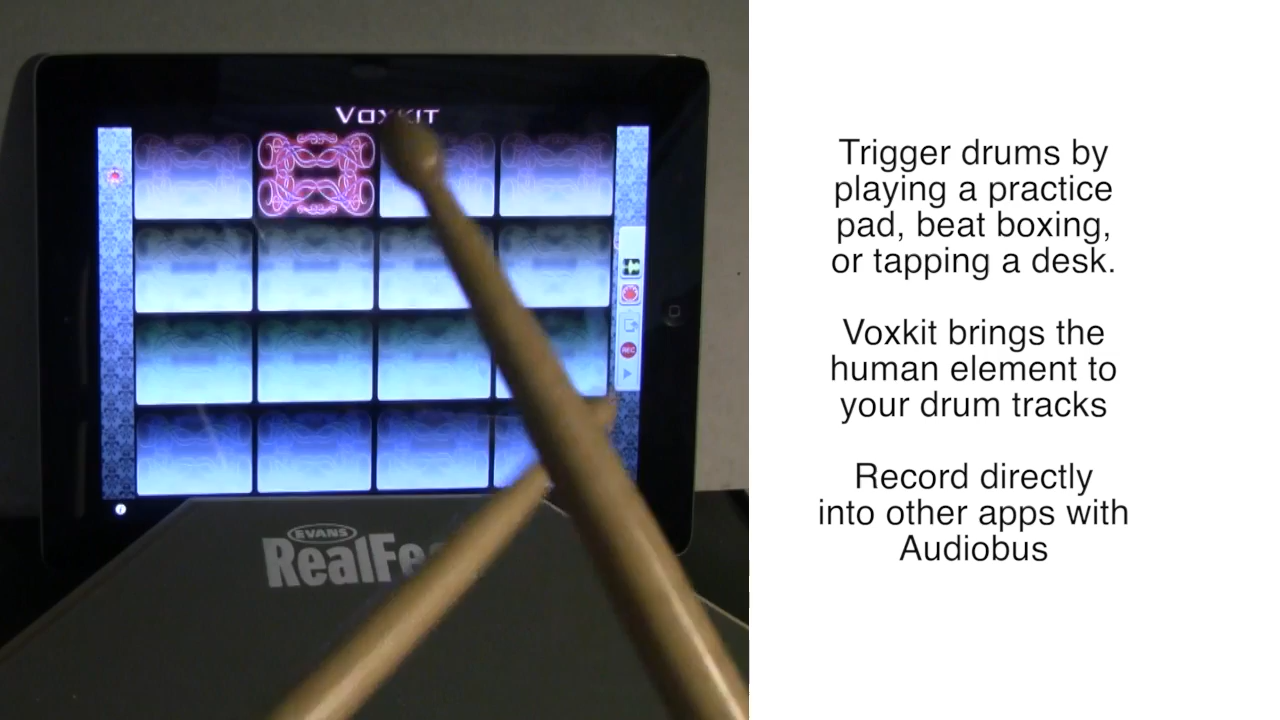 Voxkit
EVANS
RealFe
REC
Trigger drums by
playing a practice
pad, beat boxing,
or tapping a desk.
Voxkit brings the
human element to
your drum tracks
Record directly
into other apps with
Audiobus